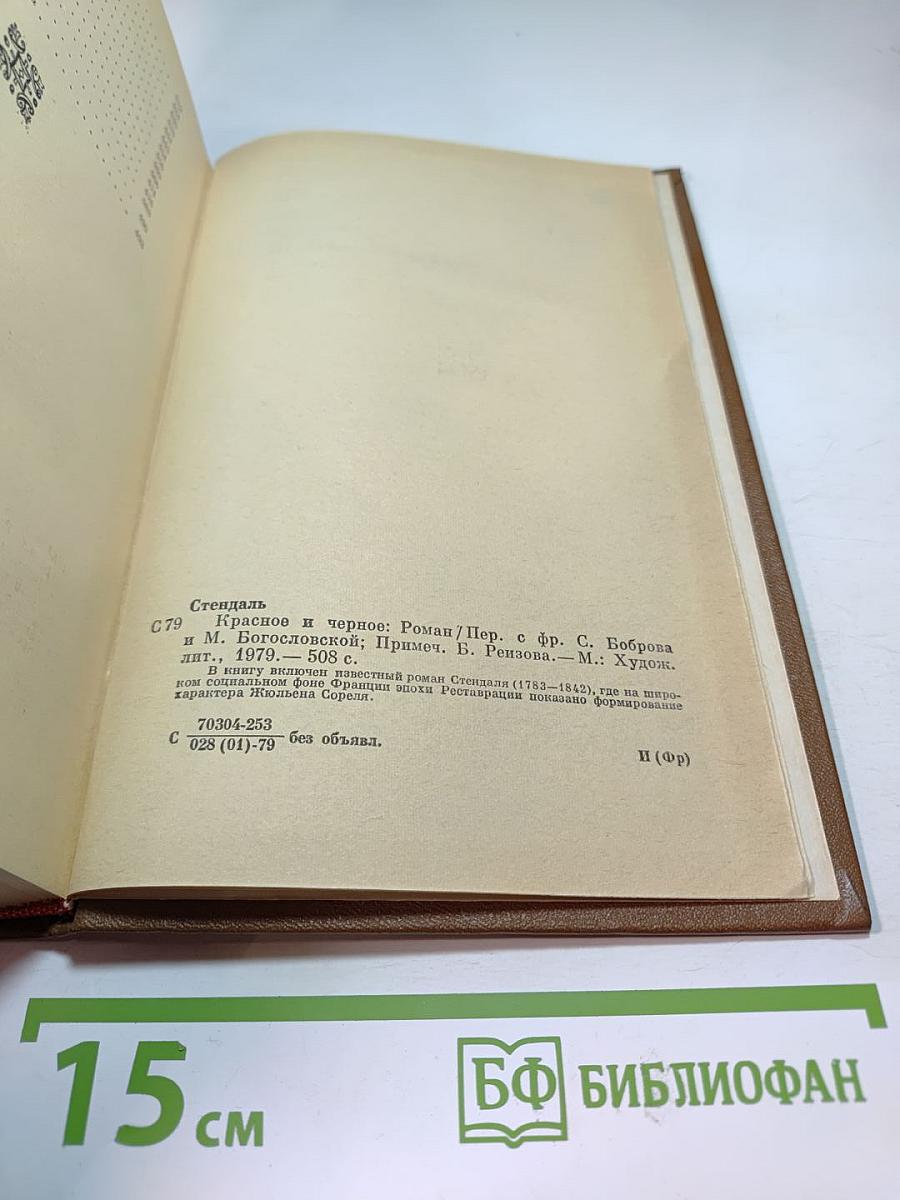 Стендаль
С 79 Красное и черное: Роман/Пер. с фр. С. Боброва
и М. Богословской; Примеч. Б. Реизова.— М.: Худож.
лит., 1979.— 508 с.
В книгу включен известный роман Стендаля (1783—1842), где на широ-
ком социальном фоне Франции эпохи Реставрации показано формирование
характера Жюльена Сореля.
70304-253
С 028 (01)-79 без объявл.
И (Фр)
15 см
БФ БИБЛИОФАН